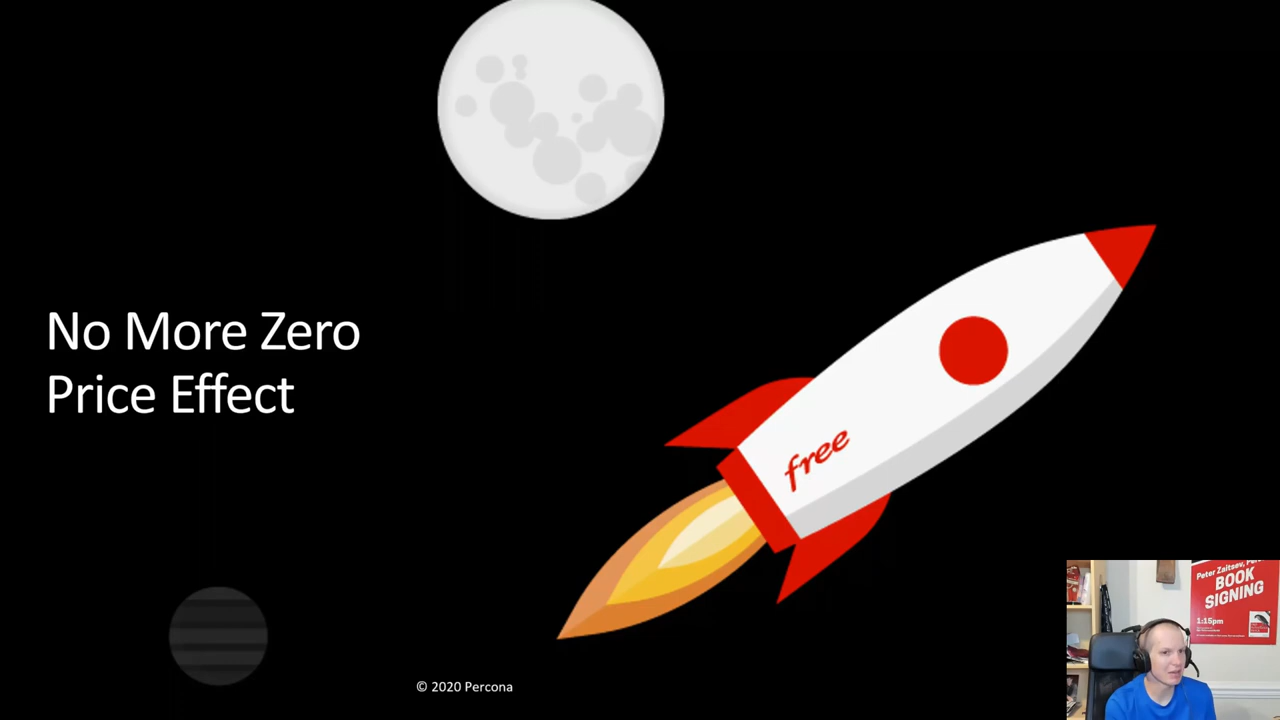 No More Zero
Price Effect
free
© 2020 Percona
Peter Zaitsev,
BOOK
SIGNING
1:15pm